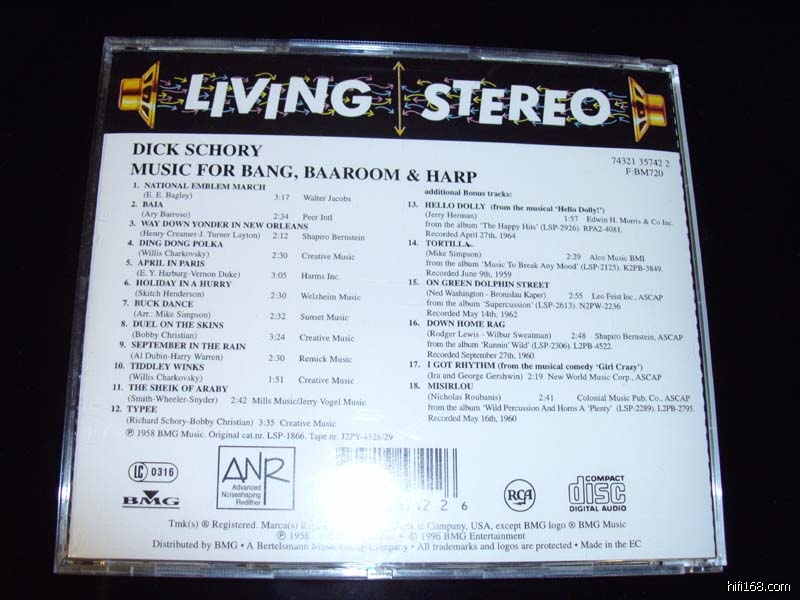 LIVING STEREO
DICK SCHORY
MUSIC FOR BANG, BAAROOM & HARP
74321 35742 2
F:BM720
1. NATIONAL EMBLEM MARCH
(E. E. Bagley) 3:17 Walter Jacobs
2. BAIA
(Ary Barroso) 2:34 Peer Intl
3. WAY DOWN YONDER IN NEW ORLEANS
(Henry Creamer-J. Turner Layton) 2:12 Shapiro Bernstein
4. DING DONG POLKA
(Willis Charkovsky) 2:30 Creative Music
5. APRIL IN PARIS
(E. Y. Harburg-Vernon Duke) 3:05 Harms Inc.
6. HOLIDAY IN A HURRY
(Skitch Henderson) 2:30 Welzheim Music
7. BUCK DANCE
(Arr.: Mike Simpson) 2:32 Sunset Music
8. DUEL ON THE SKINS
(Bobby Christian) 3:24 Creative Music
9. SEPTEMBER IN THE RAIN
(Al Dubin-Harry Warren) 2:30 Remick Music
10. TIDDLEY WINKS
(Willis Charkovsky) 1:51 Creative Music
11. THE SHEIK OF ARABY
(Smith-Wheeler-Snyder) 2:42 Mills Music/Jerry Vogel Music
12. TYPEE
(Richard Schory-Bobby Christian) 3:35 Creative Music
℗ 1958 BMG Music. Original cat.nr. LSP-1866. Tape nr. J2PY-4528/29
additional Bonus tracks:
13. HELLO DOLLY (from the musical 'Hello Dolly!')
(Jerry Herman) 1:57 Edwin H. Morris & Co Inc.
from the album 'The Happy Hits' (LSP-2926). RPA2-4081.
Recorded April 27th, 1964
14. TORTILLA
(Mike Simpson) 2:29 Alco Music BMI
from the album 'Music To Break Any Mood' (LSP-2125). K2PB-3849.
Recorded June 9th, 1959
15. ON GREEN DOLPHIN STREET
(Ned Washington - Bronislau Kaper) 2:55 Leo Feist Inc., ASCAP
from the album 'Supercussion' (LSP-2613). N2PW-2236
Recorded May 14th, 1962
16. DOWN HOME RAG
(Rodger Lewis - Wilbur Sweatman) 2:48 Shapiro Bernstein, ASCAP
from the album 'Runnin' Wild' (LSP-2306). L2PB-4522.
Recorded September 27th, 1960
17. I GOT RHYTHM (from the musical comedy 'Girl Crazy')
(Ira and George Gershwin) 2:19 New World Music Corp., ASCAP
18. MISIRLOU
(Nicholas Roubanis) 2:41 Colonial Music Pub. Co., ASCAP
from the album 'Wild Percussion And Horns A 'Plenty' (LSP-2289). L2PB-2795.
Recorded May 16th, 1960
LC 0316
BMG
ANR
Advanced
Noiseshaping
Redither
42 2 6
RCA
COMPACT
disc
DIGITAL AUDIO
Tmk(s) ® Registered. Marca(s) Company, USA, except BMG logo ® BMG Music
℗ 1958 © 1996 BMG Entertainment
Distributed by BMG • A Bertelsmann Music Group Company • All trademarks and logos are protected • Made in the EC
hifi168.com